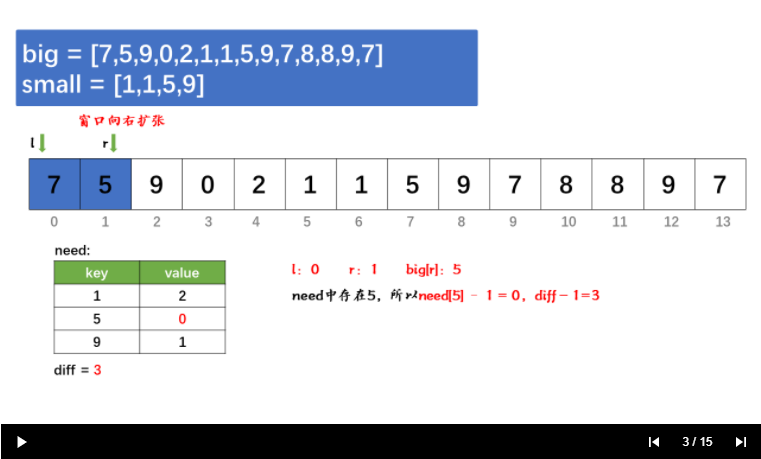 big = [7,5,9,0,2,1,1,5,9,7,8,8,9,7]
small = [1,1,5,9]
窗口向右扩张
l r
7 5 9 0 2 1 1 5 9 7 8 8 9 7
0 1 2 3 4 5 6 7 8 9 10 11 12 13
need:
key value
1 2
5 0
9 1
diff = 3
l: 0 r: 1 big[r]: 5
need中存在5，所以need[5] - 1 = 0，diff-1=3
3 / 15